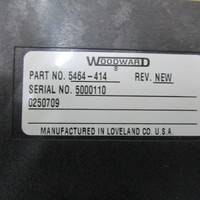 WOODWARD
®
PART NO. 5464-414 REV. NEW
SERIAL NO. 5000110
0250709
MANUFACTURED IN LOVELAND CO. U.S.A.